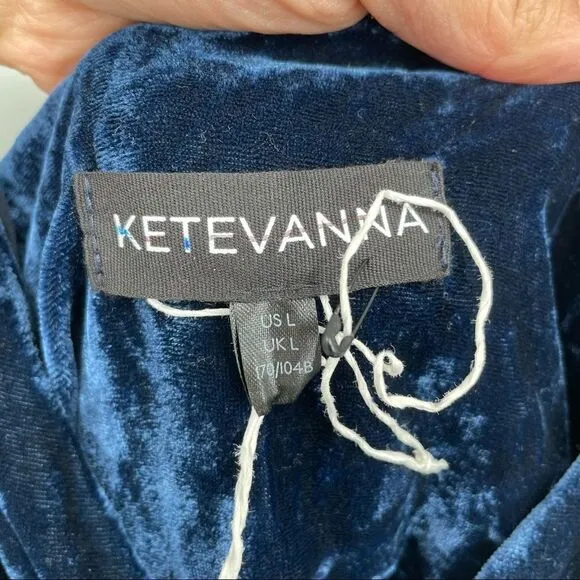 KETEVANNA
US L
UK L
170/104B